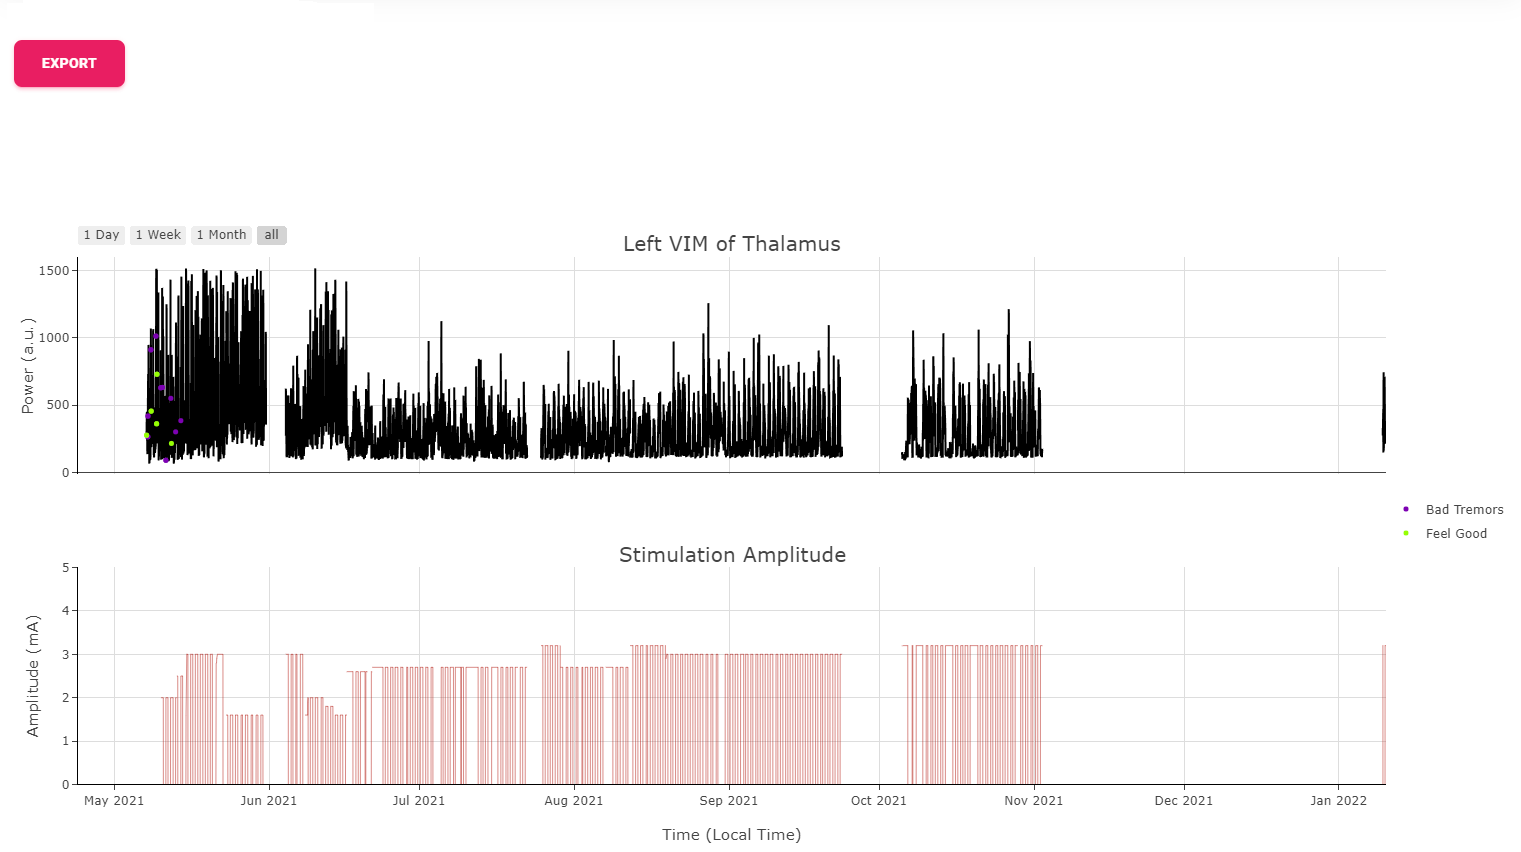 EXPORT
1 Day 1 Week 1 Month all
Left VIM of Thalamus
1500
1000
500
0
Power (a.u.)
Bad Tremors
Feel Good
Stimulation Amplitude
5
4
3
2
1
0
Amplitude (mA)
May 2021 Jun 2021 Jul 2021 Aug 2021 Sep 2021 Oct 2021 Nov 2021 Dec 2021 Jan 2022
Time (Local Time)